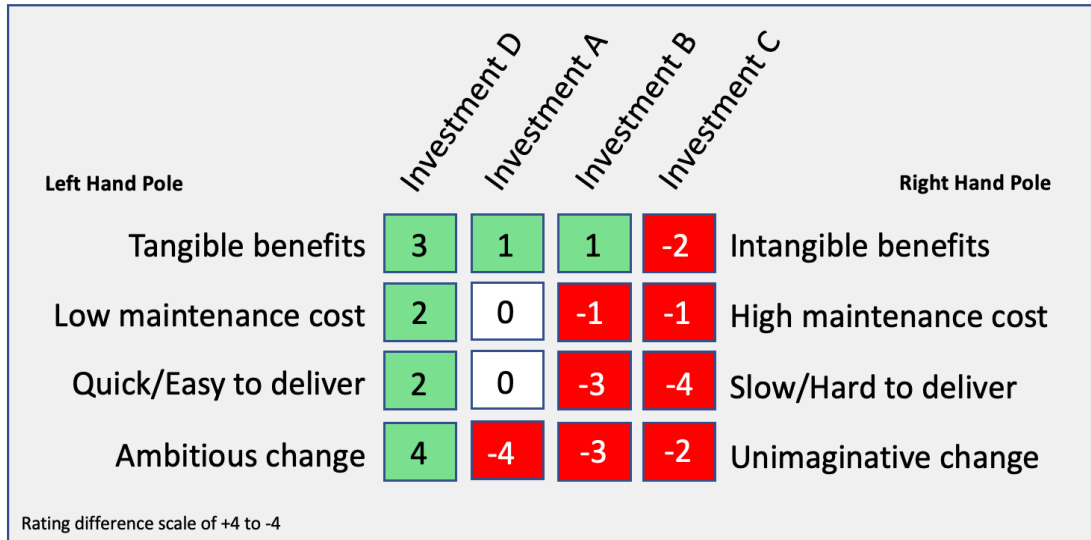 Investment D
Investment A
Investment B
Investment C
Left Hand Pole
Right Hand Pole
Tangible benefits 3 1 1 -2 Intangible benefits
Low maintenance cost 2 0 -1 -1 High maintenance cost
Quick/Easy to deliver 2 0 -3 -4 Slow/Hard to deliver
Ambitious change 4 -4 -3 -2 Unimaginative change
Rating difference scale of +4 to -4